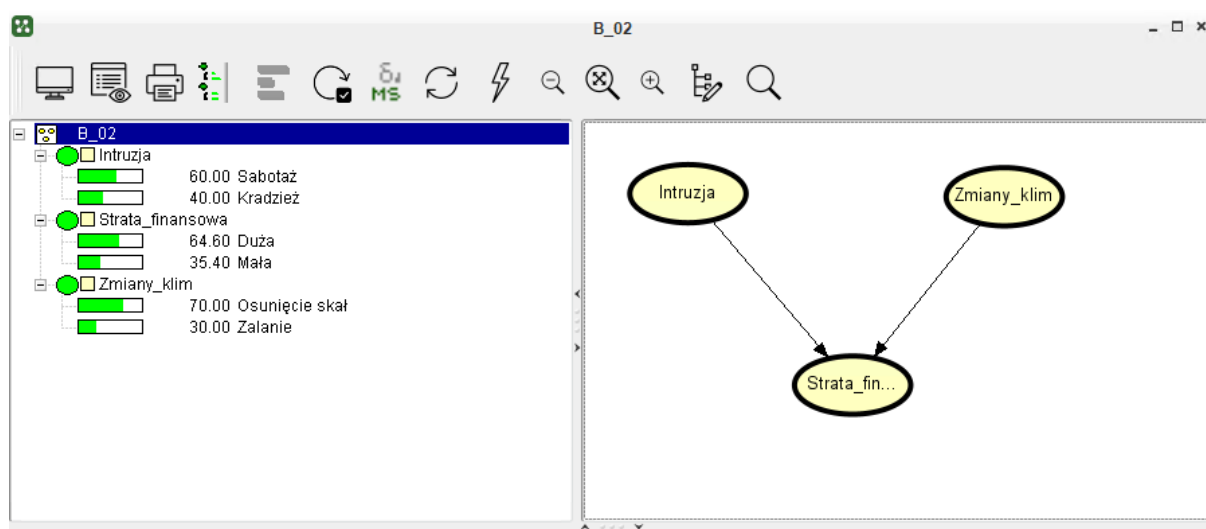 B_02
δ↓
MS
B_02
Intruzja
60.00 Sabotaż
40.00 Kradzież
Strata_finansowa
64.60 Duża
35.40 Mała
Zmiany_klim
70.00 Osunięcie skał
30.00 Zalanie
Intruzja
Zmiany_klim
Strata_fin...